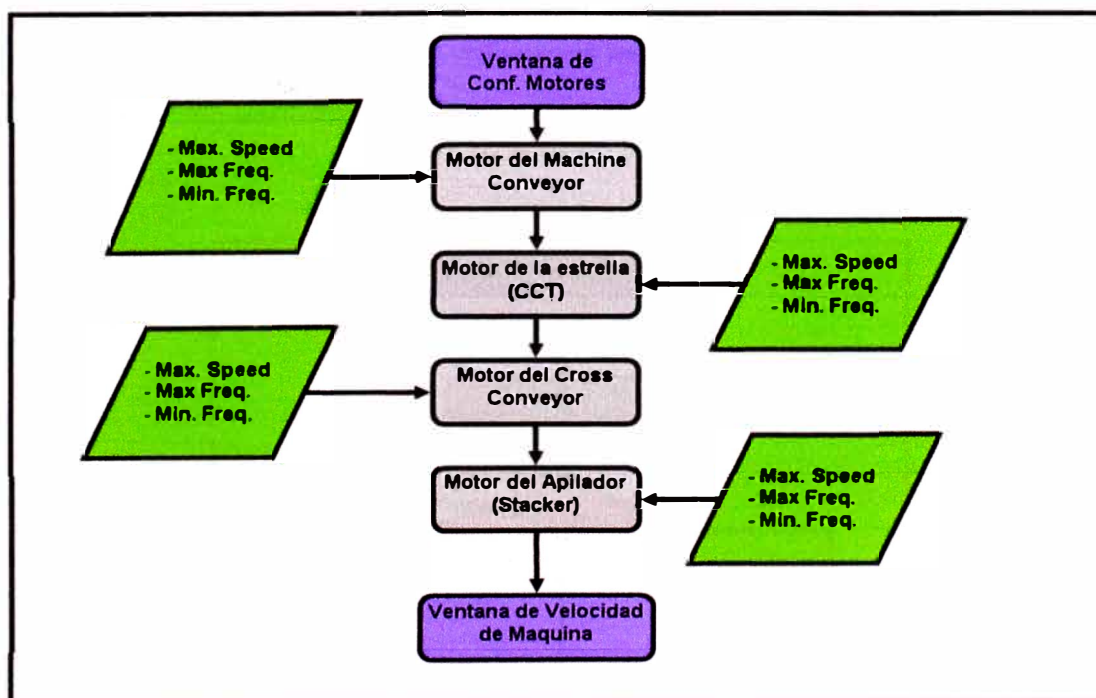 Ventana de
Conf. Motores
- Max. Speed
- Max Freq.
- Min. Freq.
Motor del Machine
Conveyor
Motor de la estrella
(CCT)
- Max. Speed
- Max Freq.
- Min. Freq.
- Max. Speed
- Max Freq.
- Min. Freq.
Motor del Cross
Conveyor
Motor del Apilador
(Stacker)
- Max. Speed
- Max Freq.
- Min. Freq.
Ventana de Velocidad
de Maquina